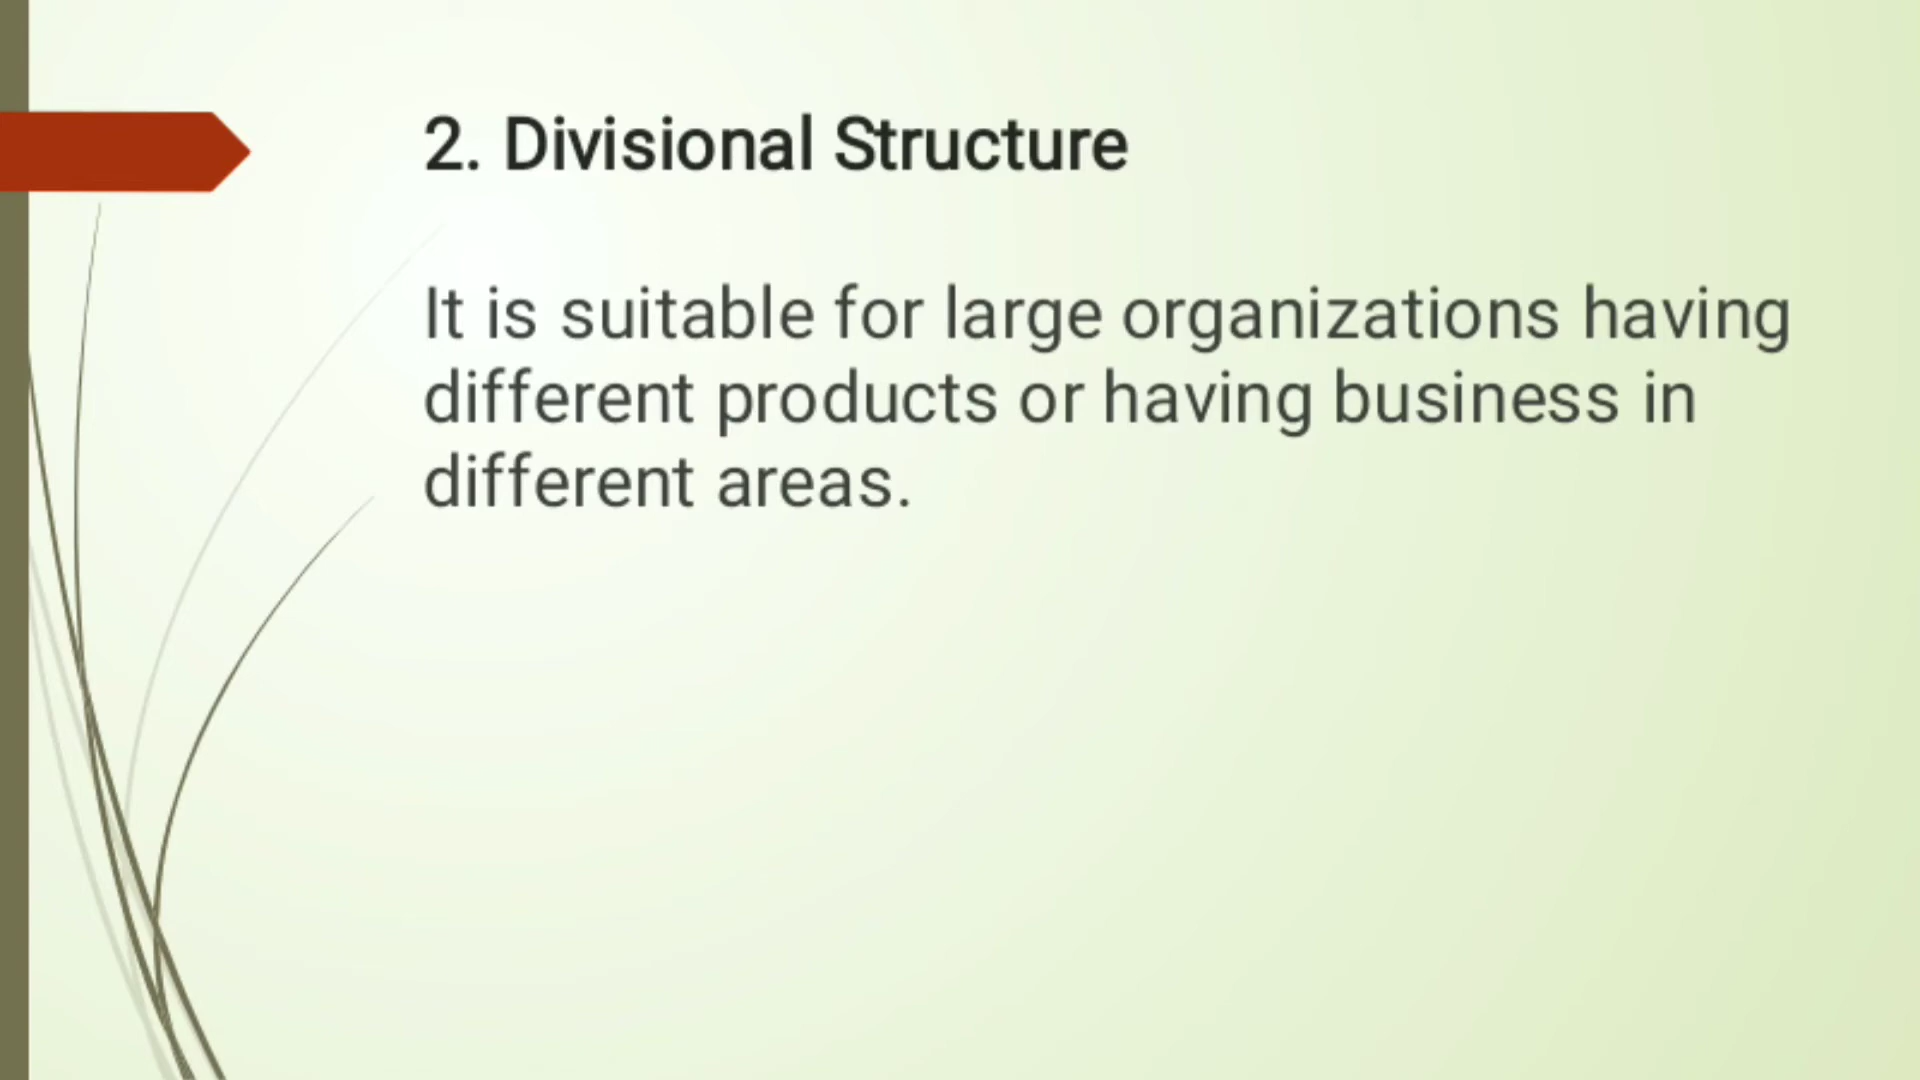 2. Divisional Structure
It is suitable for large organizations having
different products or having business in
different areas.